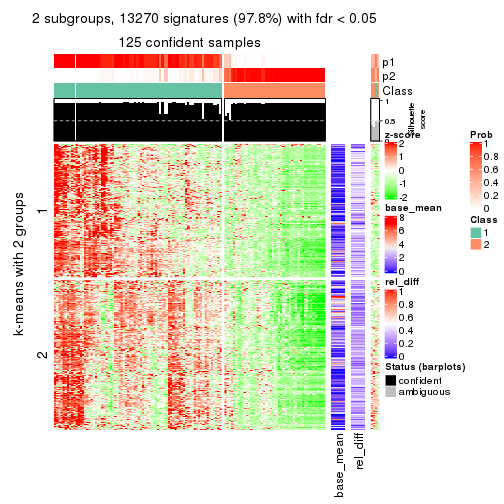 2 subgroups, 13270 signatures (97.8%) with fdr < 0.05
125 confident samples
p1
p2
Class
1
0.5
0
Silhouette
score
z-score
2
1
0
-1
-2
base_mean
8
6
4
2
0
rel_diff
1
0.8
0.6
0.4
0.2
0
Status (barplots)
confident
ambiguous
Prob
1
0.8
0.6
0.4
0.2
0
Class
1
2
k-means with 2 groups
1
2
base_mean
rel_diff